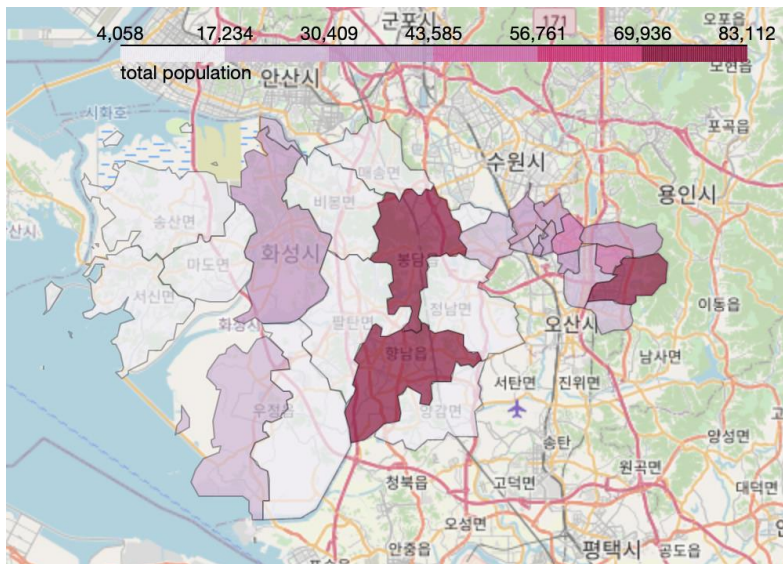 군포시
171
오포읍
4,058 17,234 30,409 43,585 56,761 69,936 83,112
total population
안산시
모현읍
시화호
포곡읍
매송면
수원시
비봉면
용인시
송산면
산시
화성시
마도면
봉담읍
서신면
정남면
이동읍
화성시
팔탄면
오산시
향남읍
남사면
서탄면
진위면
우정읍
양감면
양성면
송탄
원곡면
청북읍
고덕면
대덕면
오성면
안중읍
평택시
공도읍